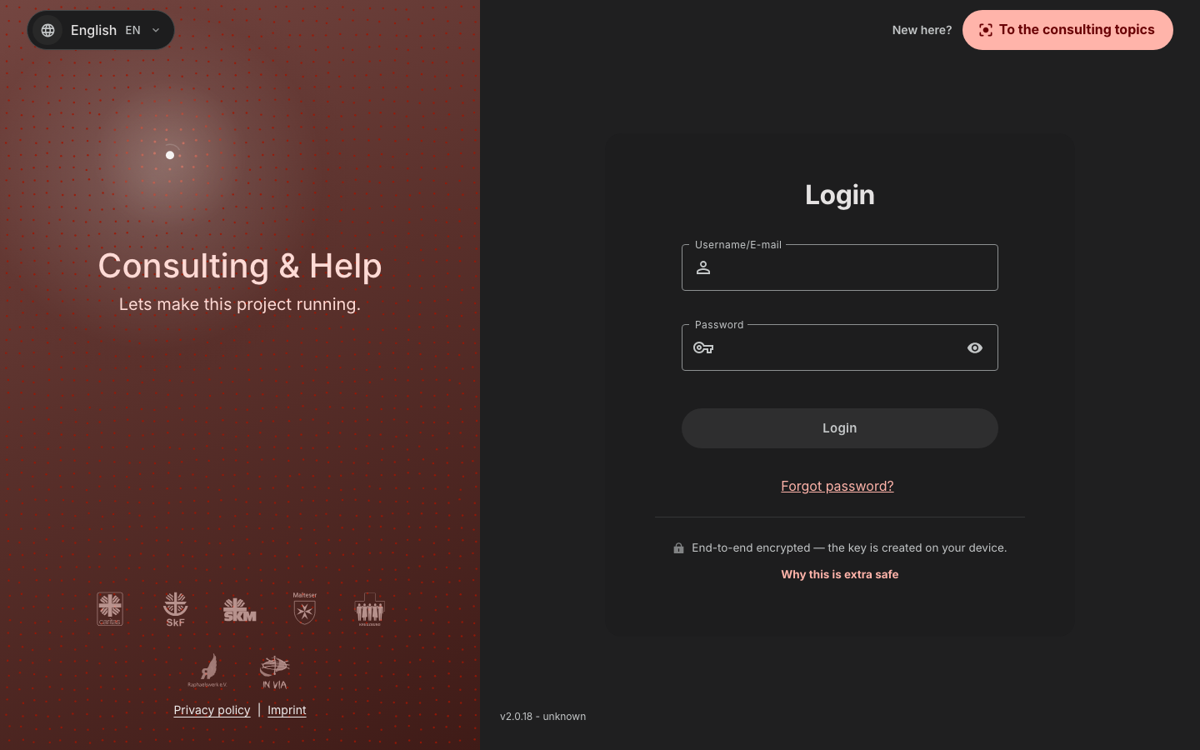 English EN
New here?
To the consulting topics
Consulting & Help
Lets make this project running.
Login
Username/E-mail
Password
Login
Forgot password?
End-to-end encrypted — the key is created on your device.
Why this is extra safe
caritas
SkF
SKM
Malteser
Raphaelswerk e.V.
IN VIA
Privacy policy | Imprint
v2.0.18 - unknown